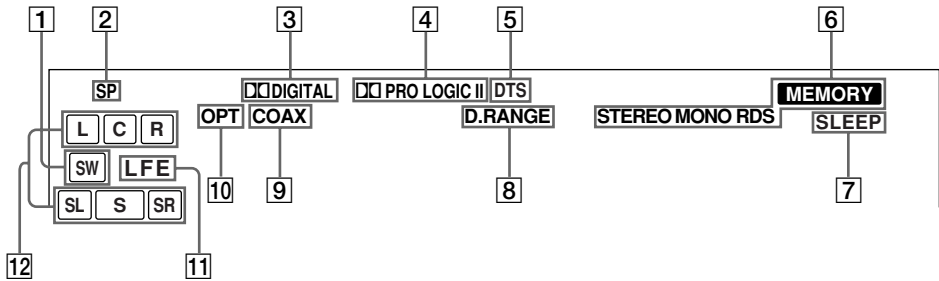 1 2 3 4 5 6
SP DIGITAL PRO LOGIC II DTS MEMORY
OPT COAX D.RANGE STEREO MONO RDS SLEEP
L C R
SW LFE
SL S SR
10 9 8 7
12 11